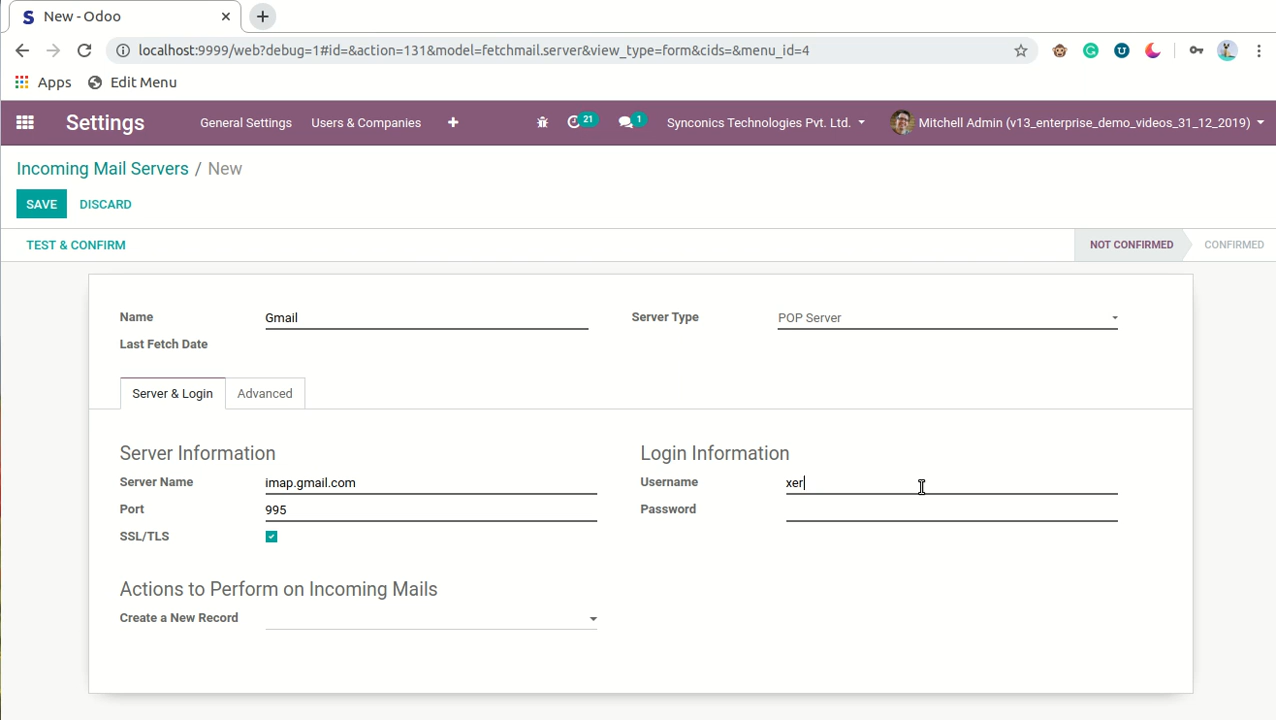 New - Odoo
localhost:9999/web?debug=1#id=&action=131&model=fetchmail.server&view_type=form&cids=&menu_id=4
Apps Edit Menu
Settings General Settings Users & Companies 21 1 Synconics Technologies Pvt. Ltd. Mitchell Admin (v13_enterprise_demo_videos_31_12_2019)
Incoming Mail Servers / New
SAVE DISCARD
TEST & CONFIRM NOT CONFIRMED CONFIRMED
Name Gmail Server Type POP Server
Last Fetch Date
Server & Login Advanced
Server Information Login Information
Server Name imap.gmail.com Username xer
Port 995 Password
SSL/TLS
Actions to Perform on Incoming Mails
Create a New Record